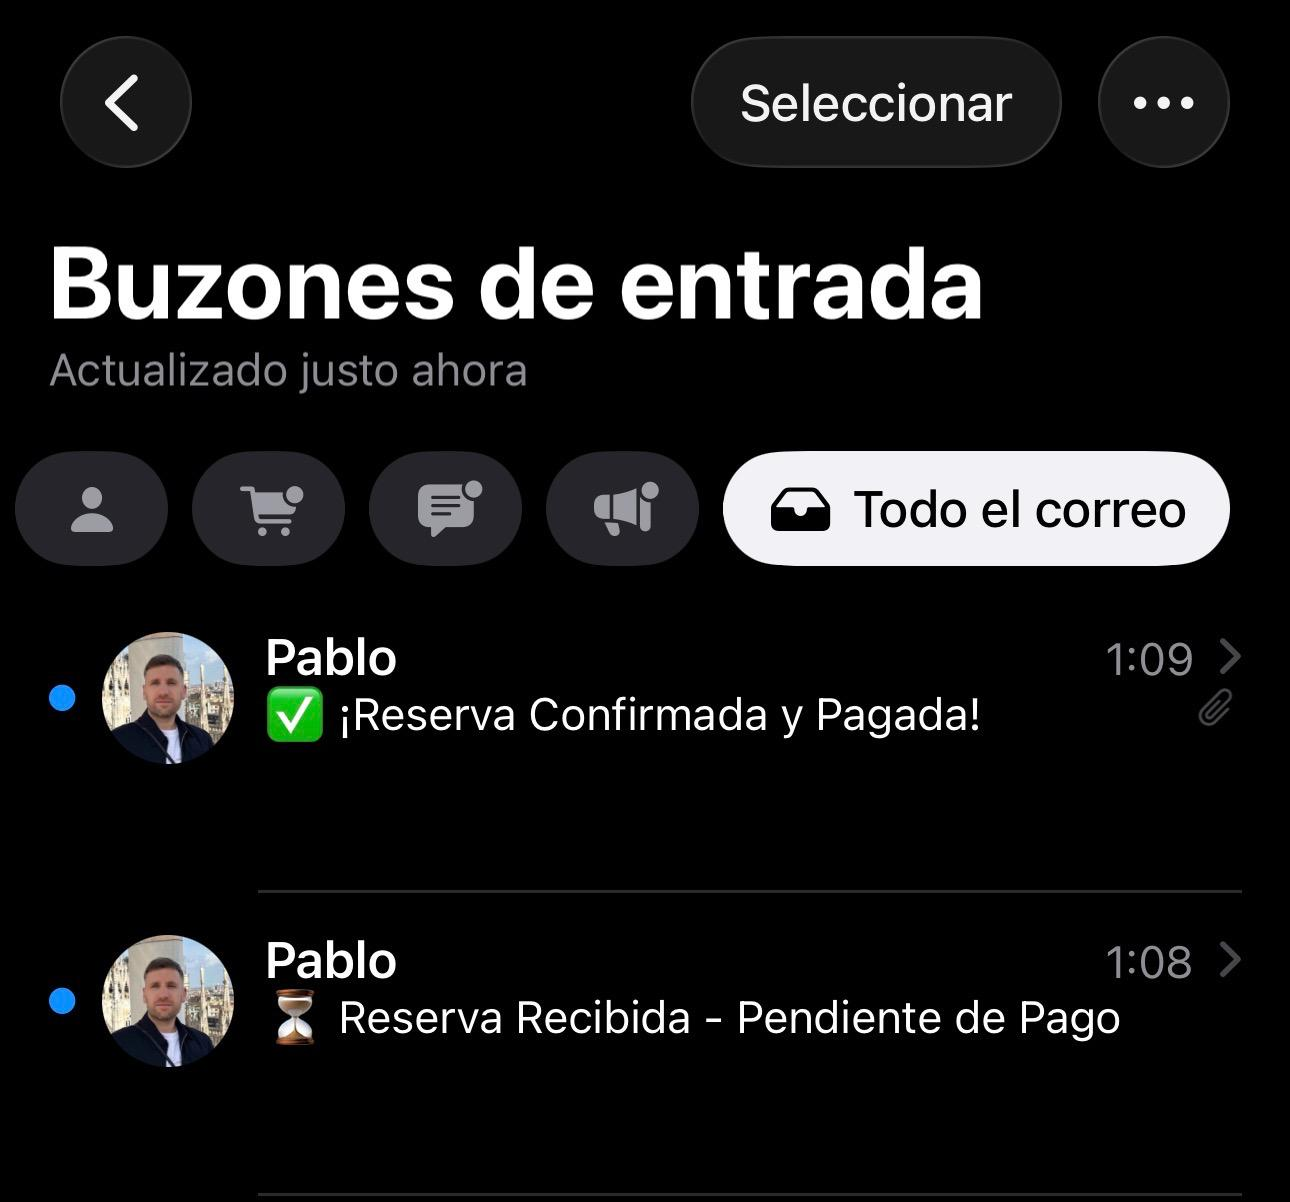 Seleccionar
Buzones de entrada
Actualizado justo ahora
Todo el correo
Pablo 1:09
✅ ¡Reserva Confirmada y Pagada!
Pablo 1:08
⏳ Reserva Recibida - Pendiente de Pago